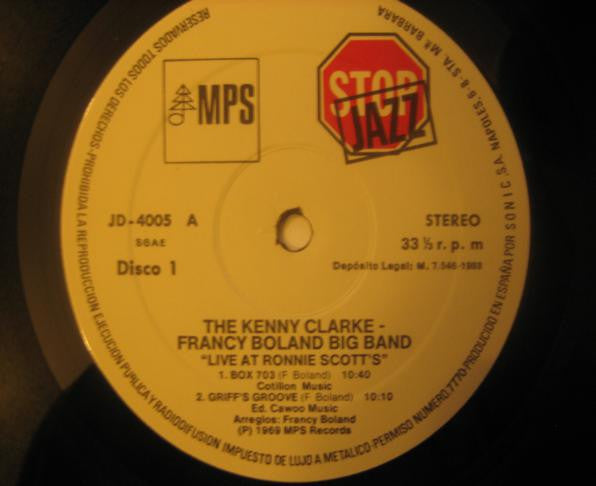 RESERVADOS TODOS LOS DERECHOS-PROHIBIDA LA REPRODUCCION EJECUCION PUBLICA Y RADIODIFUSION IMPUESTO DE LUJO A METALICO-PERMISO NUMERO 7770 PRODUCIDO EN ESPAÑA POR SONIC, S.A. NAPOLES, 6-8 STA. Mª BARBARA
MPS
STOP
JAZZ
JD-4005 A
STEREO
SGAE
33 ⅓ r. p. m
Disco 1
Depósito Legal: M. 7.546-1988
THE KENNY CLARKE -
FRANCY BOLAND BIG BAND
"LIVE AT RONNIE SCOTT'S"
1. BOX 703 (F Boland) 10:40
Cotillon Music
2. GRIFF'S GROOVE (F. Boland) 10:10
Ed. Cawoo Music
Arreglos: Francy Boland
(P) 1969 MPS Records